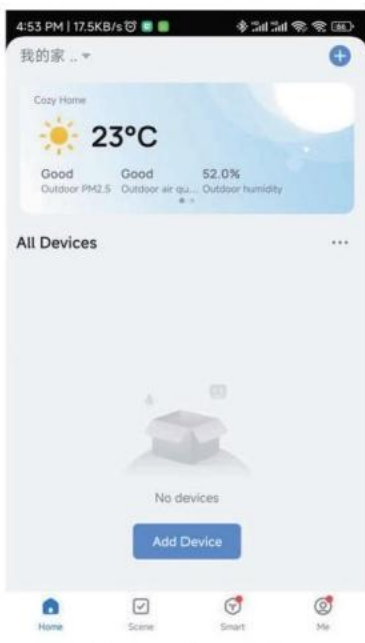 4:53 PM | 17.5KB/s
86
我的家 ..
Cozy Home
23°C
Good Good 52.0%
Outdoor PM2.5 Outdoor air qu... Outdoor humidity
All Devices
No devices
Add Device
Home Scene Smart Me